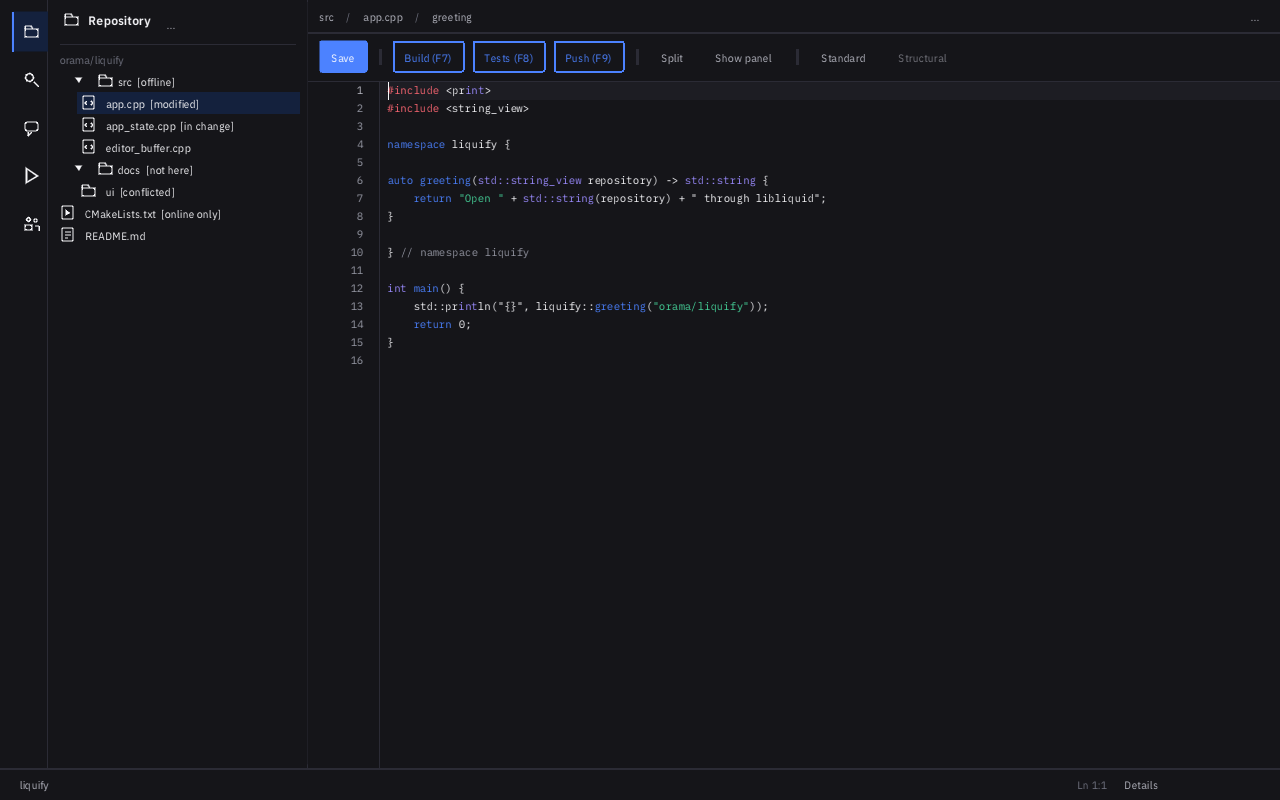 Repository ...
src / app.cpp / greeting ...
Save Build (F7) Tests (F8) Push (F9) Split Show panel Standard Structural
orama/liquify
src [offline]
app.cpp [modified]
app_state.cpp [in change]
editor_buffer.cpp
docs [not here]
ui [conflicted]
CMakeLists.txt [online only]
README.md
1 #include <print>
2 #include <string_view>
3
4 namespace liquify {
5
6 auto greeting(std::string_view repository) -> std::string {
7     return "Open " + std::string(repository) + " through libliquid";
8 }
9
10 } // namespace liquify
11
12 int main() {
13     std::println("{}", liquify::greeting("orama/liquify"));
14     return 0;
15 }
16
liquify Ln 1:1 Details